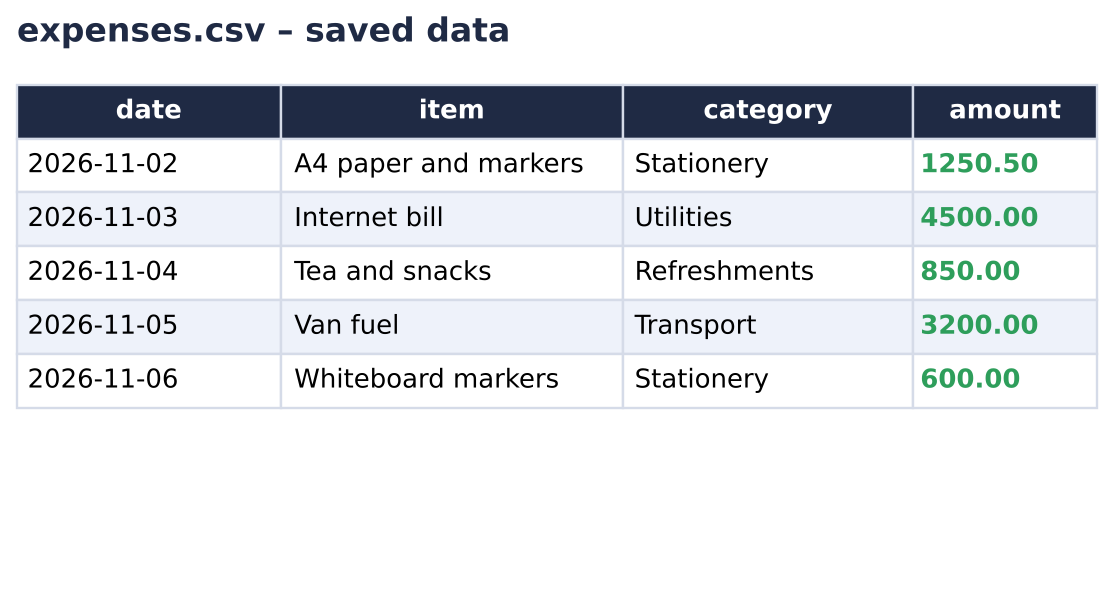 expenses.csv – saved data
date item category amount
2026-11-02 A4 paper and markers Stationery 1250.50
2026-11-03 Internet bill Utilities 4500.00
2026-11-04 Tea and snacks Refreshments 850.00
2026-11-05 Van fuel Transport 3200.00
2026-11-06 Whiteboard markers Stationery 600.00